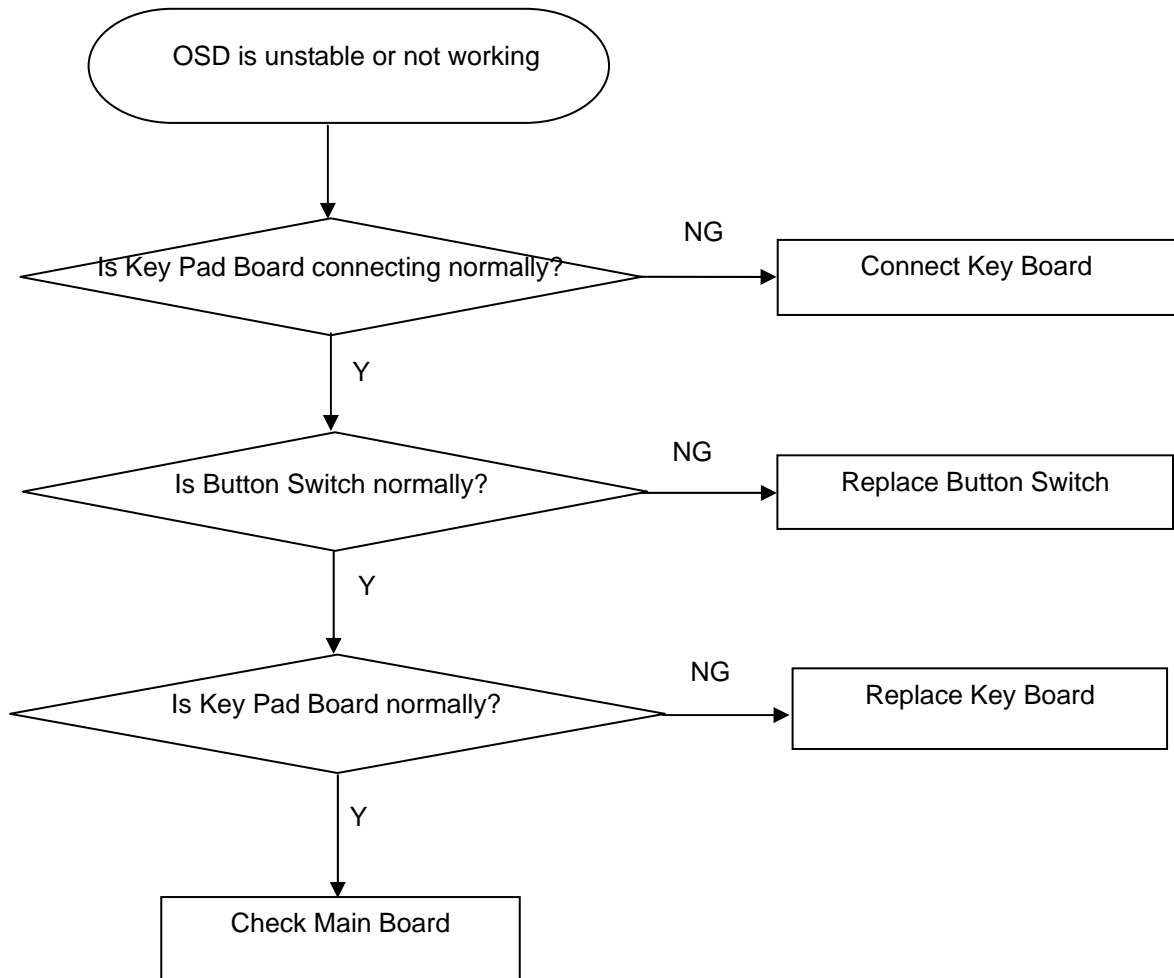 OSD is unstable or not working
NG
Is Key Pad Board connecting normally?
Connect Key Board
Y
NG
Is Button Switch normally?
Replace Button Switch
Y
NG
Is Key Pad Board normally?
Replace Key Board
Y
Check Main Board